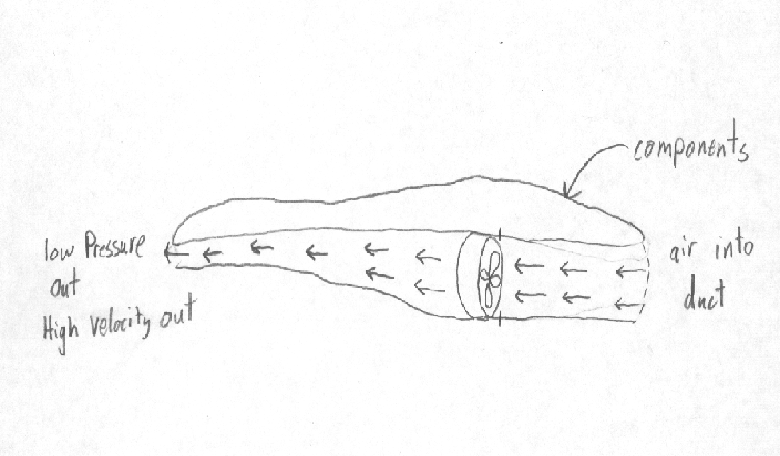 components
low Pressure
out
High velocity out
air into
duct